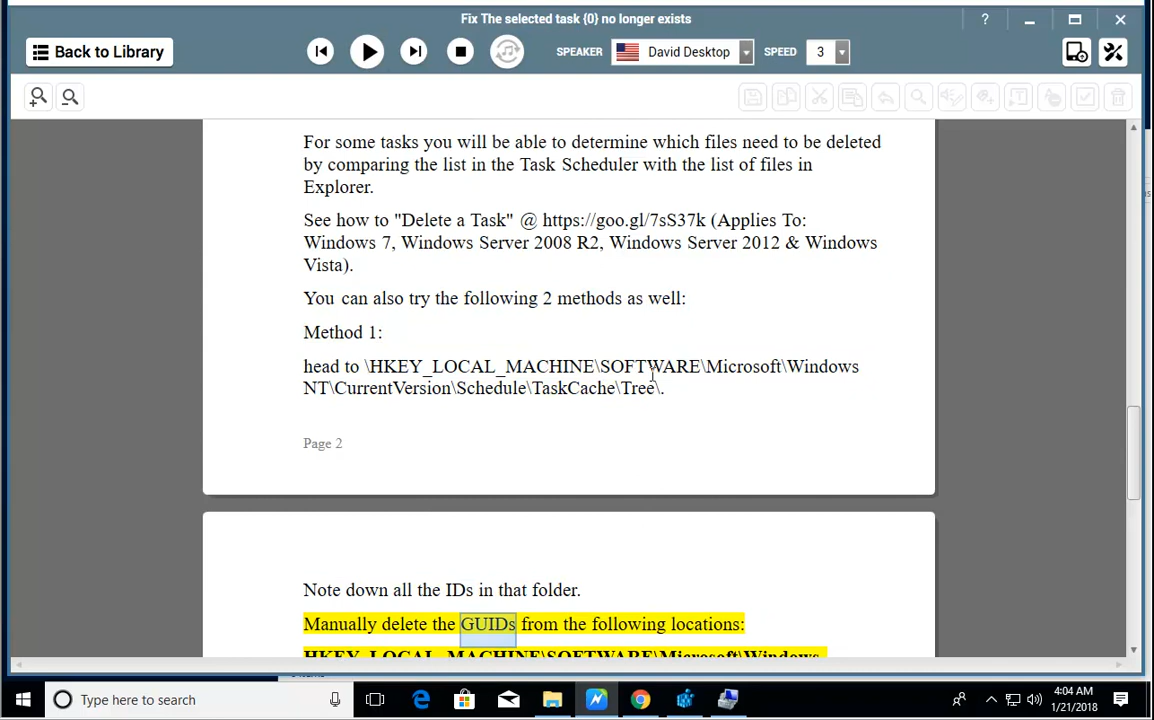 Fix The selected task {0} no longer exists
?
Back to Library
SPEAKER
David Desktop
SPEED
3
For some tasks you will be able to determine which files need to be deleted
by comparing the list in the Task Scheduler with the list of files in
Explorer.
See how to "Delete a Task" @ https://goo.gl/7sS37k (Applies To:
Windows 7, Windows Server 2008 R2, Windows Server 2012 & Windows
Vista).
You can also try the following 2 methods as well:
Method 1:
head to \HKEY_LOCAL_MACHINE\SOFTWARE\Microsoft\Windows
NT\CurrentVersion\Schedule\TaskCache\Tree\.
Page 2
Note down all the IDs in that folder.
Manually delete the GUIDs from the following locations:
HKEY_LOCAL_MACHINE\SOFTWARE\Microsoft\Windows
Type here to search
4:04 AM
1/21/2018